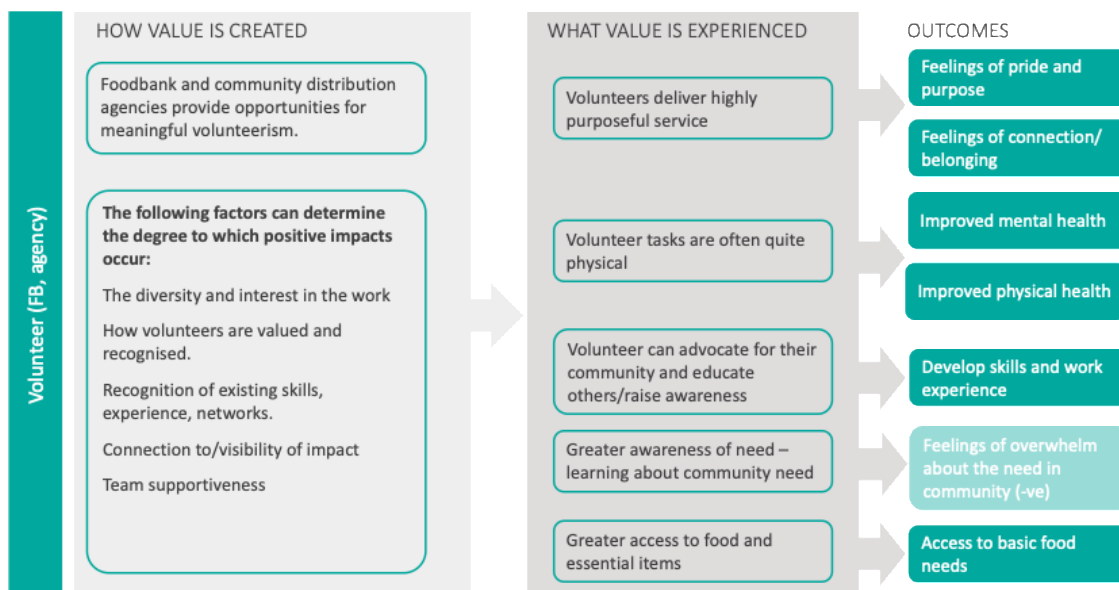 Volunteer (FB, agency)
HOW VALUE IS CREATED
Foodbank and community distribution
agencies provide opportunities for
meaningful volunteerism.
The following factors can determine
the degree to which positive impacts
occur:
The diversity and interest in the work
How volunteers are valued and
recognised.
Recognition of existing skills,
experience, networks.
Connection to/visibility of impact
Team supportiveness
WHAT VALUE IS EXPERIENCED
Volunteers deliver highly
purposeful service
Volunteer tasks are often quite
physical
Volunteer can advocate for their
community and educate
others/raise awareness
Greater awareness of need –
learning about community need
Greater access to food and
essential items
OUTCOMES
Feelings of pride and
purpose
Feelings of connection/
belonging
Improved mental health
Improved physical health
Develop skills and work
experience
Feelings of overwhelm
about the need in
community (-ve)
Access to basic food
needs